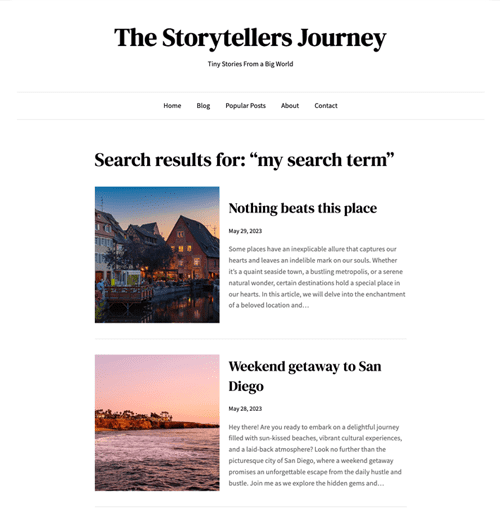 The Storytellers Journey
Tiny Stories From a Big World
Home Blog Popular Posts About Contact
Search results for: “my search term”
Nothing beats this place
May 29, 2023
Some places have an inexplicable allure that captures our
hearts and leaves an indelible mark on our souls. Whether
it’s a quaint seaside town, a bustling metropolis, or a serene
natural wonder, certain destinations hold a special place in
our hearts. In this article, we will delve into the enchantment
of a beloved location and…
Weekend getaway to San
Diego
May 28, 2023
Hey there! Are you ready to embark on a delightful journey
filled with sun-kissed beaches, vibrant cultural experiences,
and a laid-back atmosphere? Look no further than the
picturesque city of San Diego, where a weekend getaway
promises an unforgettable escape from the daily hustle and
bustle. Join me as we explore the hidden gems and…